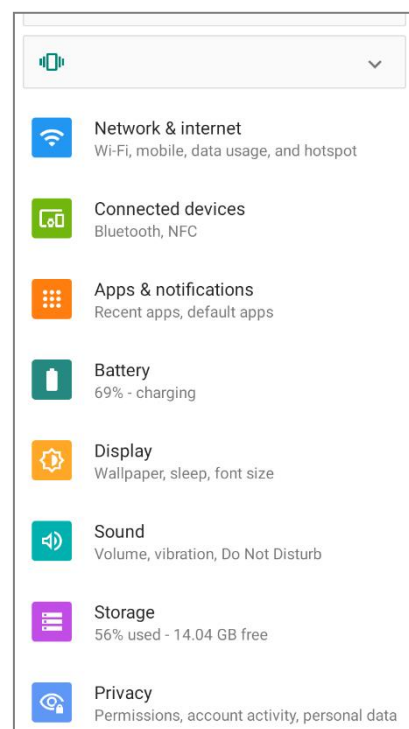 Network & internet
Wi-Fi, mobile, data usage, and hotspot
Connected devices
Bluetooth, NFC
Apps & notifications
Recent apps, default apps
Battery
69% - charging
Display
Wallpaper, sleep, font size
Sound
Volume, vibration, Do Not Disturb
Storage
56% used - 14.04 GB free
Privacy
Permissions, account activity, personal data